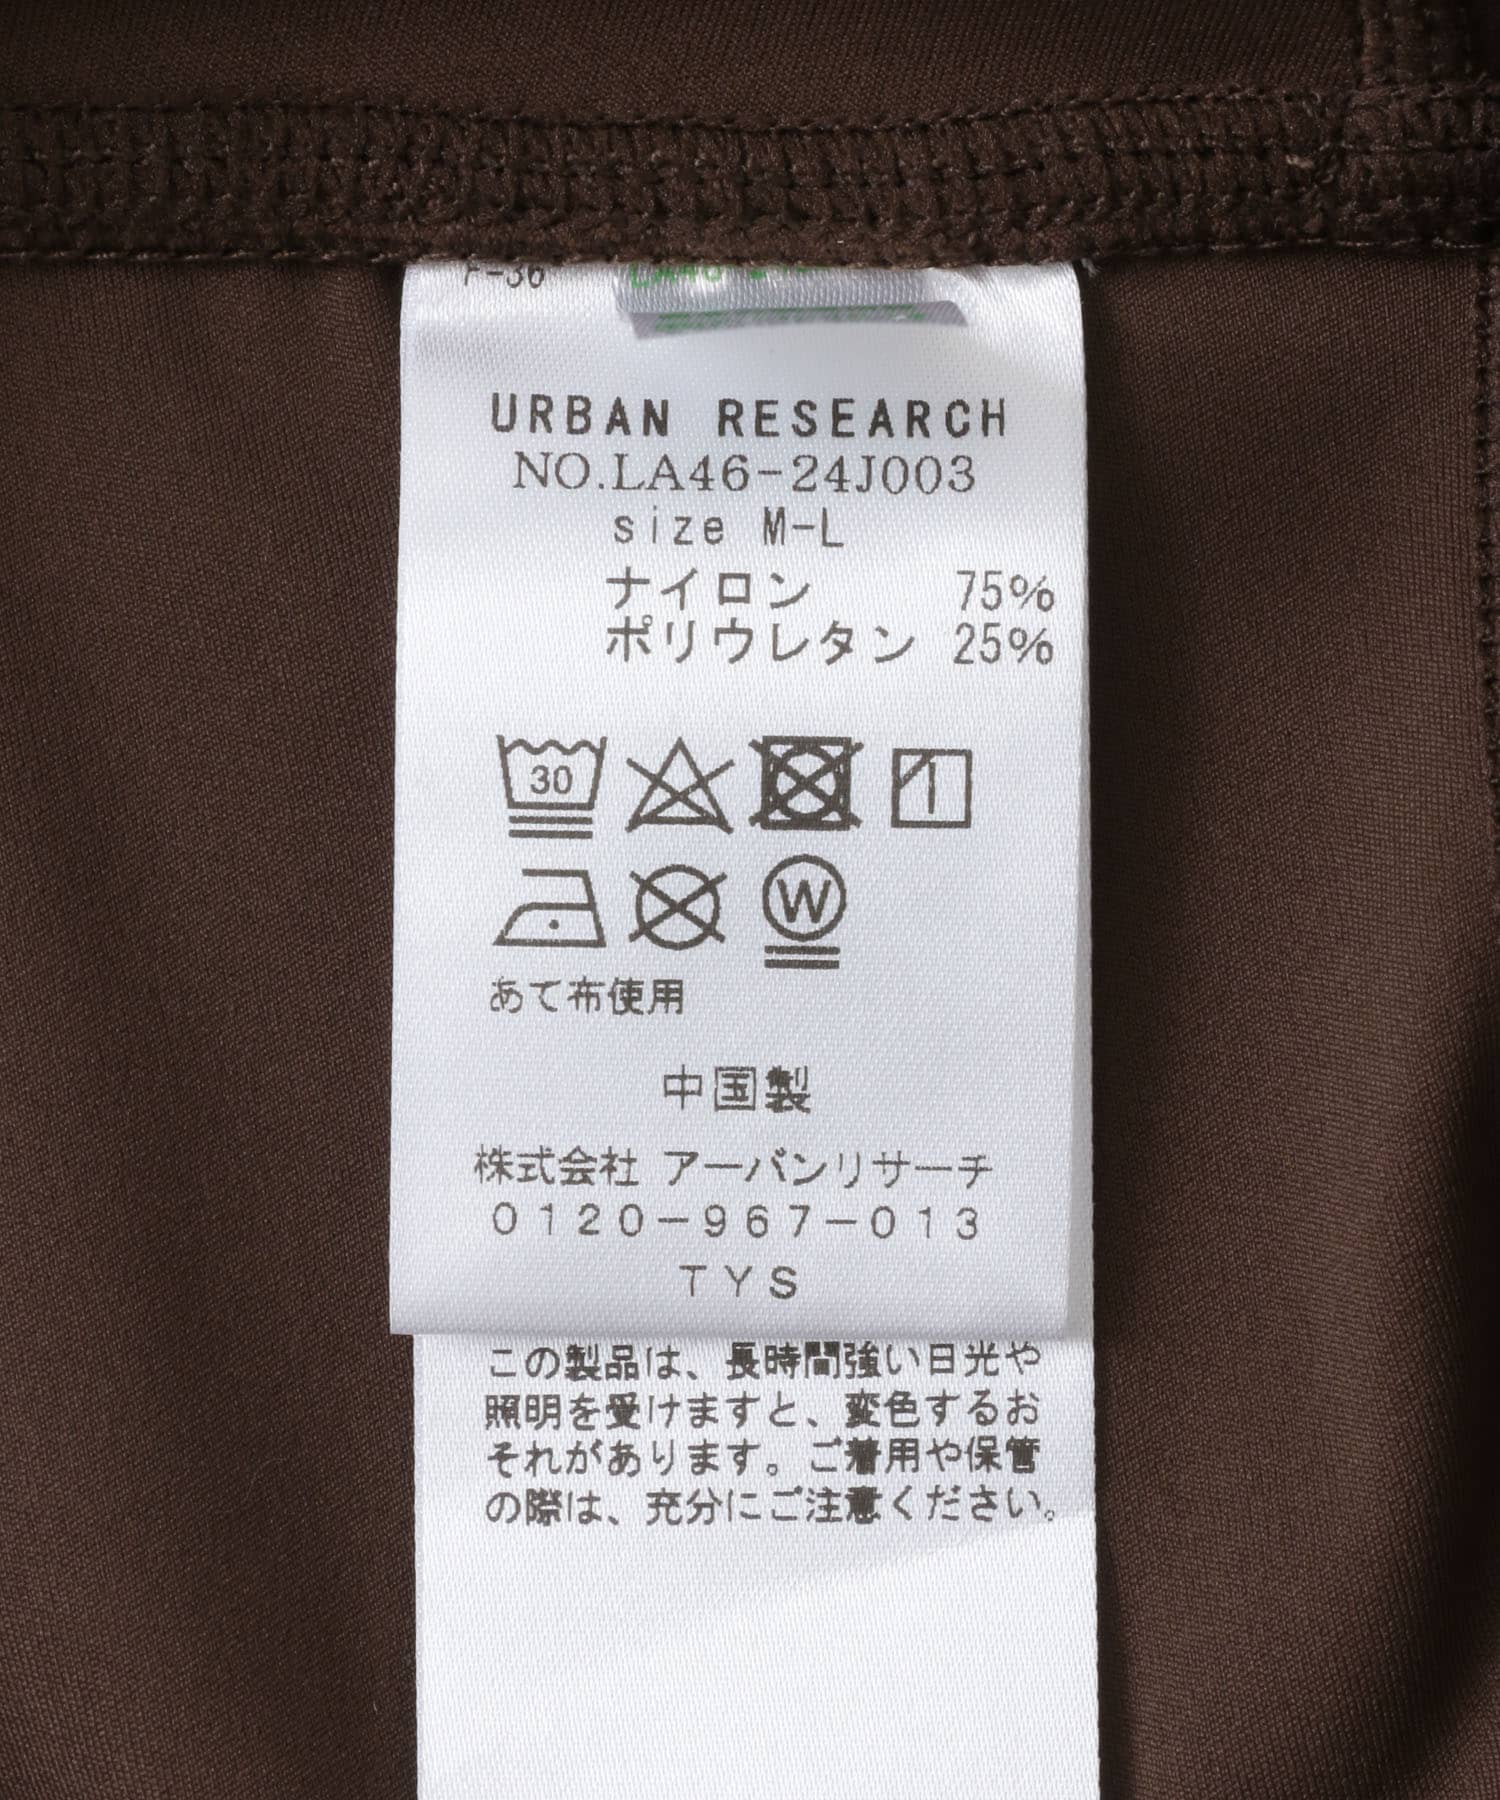 F-36
URBAN RESEARCH
NO.LA46-24J003
size M-L
ナイロン 75%
ポリウレタン 25%
30
W
あて布使用
中国製
株式会社 アーバンリサーチ
0120-967-013
TYS
この製品は、長時間強い日光や
照明を受けますと、変色するお
それがあります。ご着用や保管
の際は、充分にご注意ください。